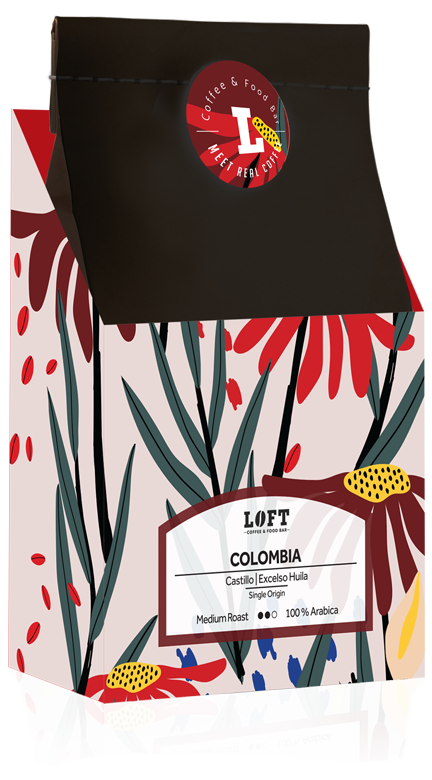 Coffee & Food Bar
L
MEET REAL COFF
LOFT
COFFEE & FOOD BAR
COLOMBIA
Castillo | Excelso Huila
Single Origin
Medium Roast 100 % Arabica